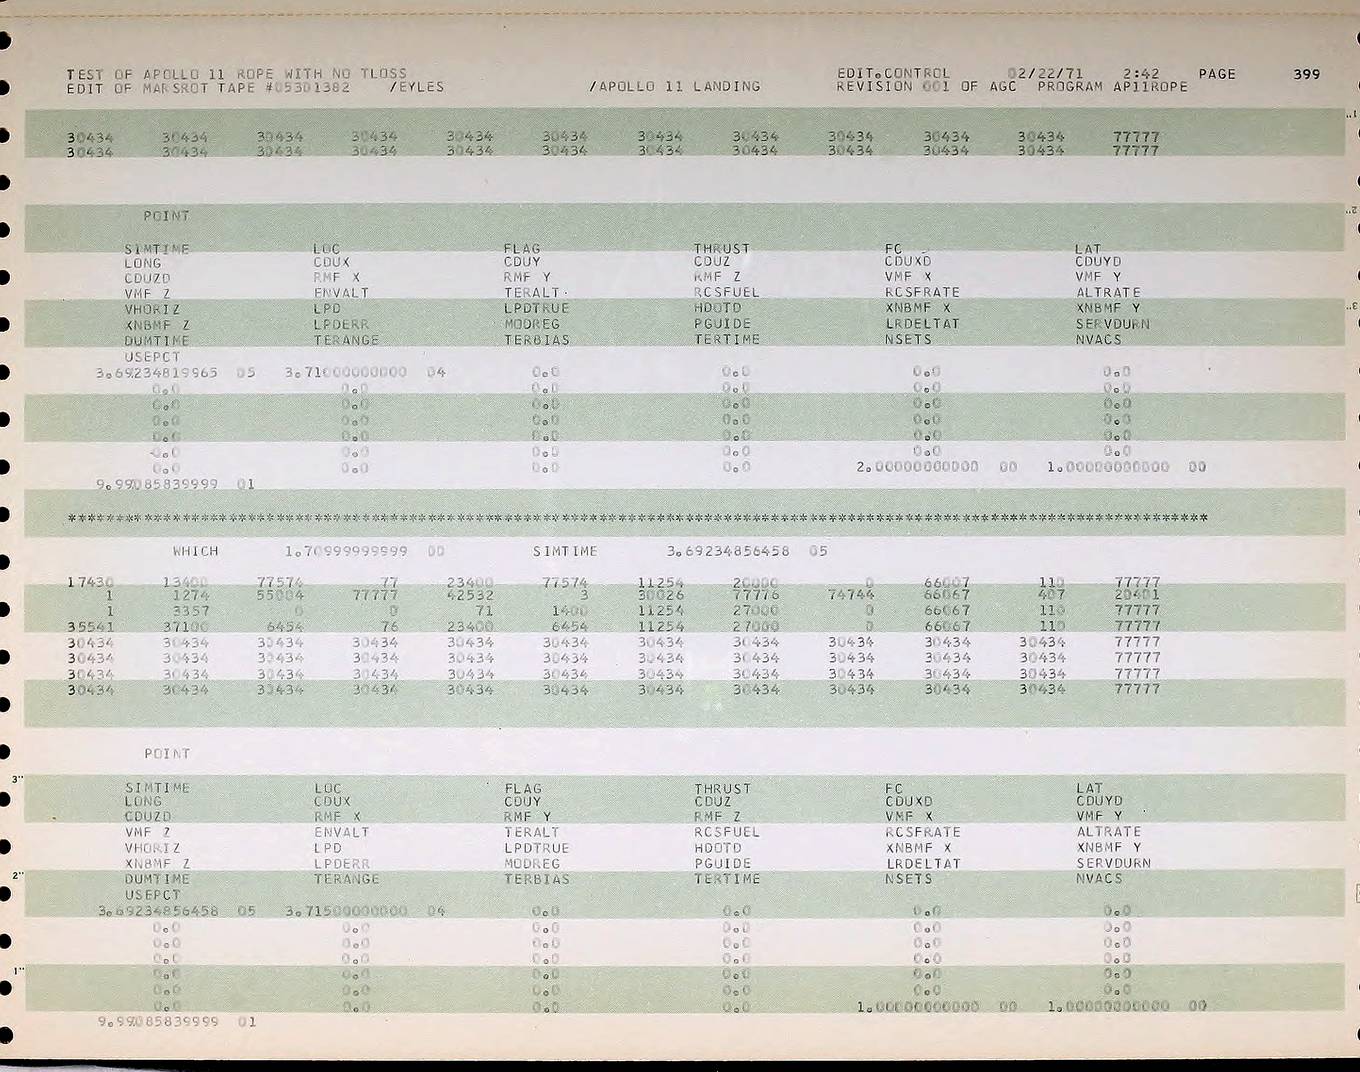 TEST OF APOLLO 11 ROPE WITH NO TLOSS EDIT.CONTROL 02/22/71 2:42 PAGE 399
EDIT OF MARSROT TAPE #05301382 /EYLES /APOLLO 11 LANDING REVISION 001 OF AGC PROGRAM AP11ROPE
30434 30434 30434 30434 30434 30434 30434 30434 30434 30434 30434 77777
30434 30434 30434 30434 30434 30434 30434 30434 30434 30434 30434 77777
POINT
SIMTIME LOC FLAG THRUST FC LAT
LONG CDUX CDUY CDUZ CDUXD CDUYD
CDUZD RMF X RMF Y RMF Z VMF X VMF Y
VMF Z ENVALT TERALT RCSFUEL RCSFRATE ALTRATE
VHORIZ LPD LPDTRUE HDOTD XNBMF X XNBMF Y
XNBMF Z LPDERR MODREG PGUIDE LRDELTAT SERVDURN
DUMTIME TERANGE TERBIAS TERTIME NSETS NVACS
USEPCT
3.69234819965 05 3.71000000000 04 0.0 0.0 0.0 0.0
0.0 0.0 0.0 0.0 0.0 0.0
0.0 0.0 0.0 0.0 0.0 0.0
0.0 0.0 0.0 0.0 0.0 0.0
0.0 0.0 0.0 0.0 0.0 0.0
0.0 0.0 0.0 0.0 0.0 0.0
0.0 0.0 0.0 0.0 2.00000000000 00 1.00000000000 00
9.99085839999 01
************************************************************************************************************************
WHICH 1.70999999999 00 SIMTIME 3.69234856458 05
17430 13400 77574 77 23400 77574 11254 20000 0 66007 110 77777
1 1274 55004 77777 42532 3 30026 77776 74744 66067 407 20401
1 3357 0 0 71 1400 11254 27000 0 66067 110 77777
35541 37100 6454 76 23400 6454 11254 27000 0 66067 110 77777
30434 30434 30434 30434 30434 30434 30434 30434 30434 30434 30434 77777
30434 30434 30434 30434 30434 30434 30434 30434 30434 30434 30434 77777
30434 30434 30434 30434 30434 30434 30434 30434 30434 30434 30434 77777
30434 30434 30434 30434 30434 30434 30434 30434 30434 30434 30434 77777
POINT
SIMTIME LOC FLAG THRUST FC LAT
LONG CDUX CDUY CDUZ CDUXD CDUYD
CDUZD RMF X RMF Y RMF Z VMF X VMF Y
VMF Z ENVALT TERALT RCSFUEL RCSFRATE ALTRATE
VHORIZ LPD LPDTRUE HDOTD XNBMF X XNBMF Y
XNBMF Z LPDERR MODREG PGUIDE LRDELTAT SERVDURN
DUMTIME TERANGE TERBIAS TERTIME NSETS NVACS
USEPCT
3.69234856458 05 3.71500000000 04 0.0 0.0 0.0 0.0
0.0 0.0 0.0 0.0 0.0 0.0
0.0 0.0 0.0 0.0 0.0 0.0
0.0 0.0 0.0 0.0 0.0 0.0
0.0 0.0 0.0 0.0 0.0 0.0
0.0 0.0 0.0 0.0 0.0 0.0
0.0 0.0 0.0 0.0 1.00000000000 00 1.00000000000 00
9.99085839999 01
3"
2"
1"